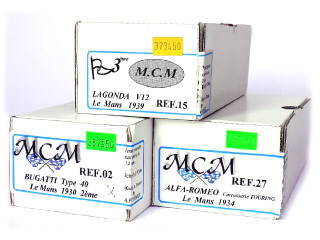 373450
3ème
M.C.M
LAGONDA V12
Le Mans 1939 REF.15
MCM
REF.02
BUGATTI Type 40
Le Mans 1930 2ème
MCM
REF.27
ALFA-ROMEO Carrosserie TOURING
Le Mans 1934